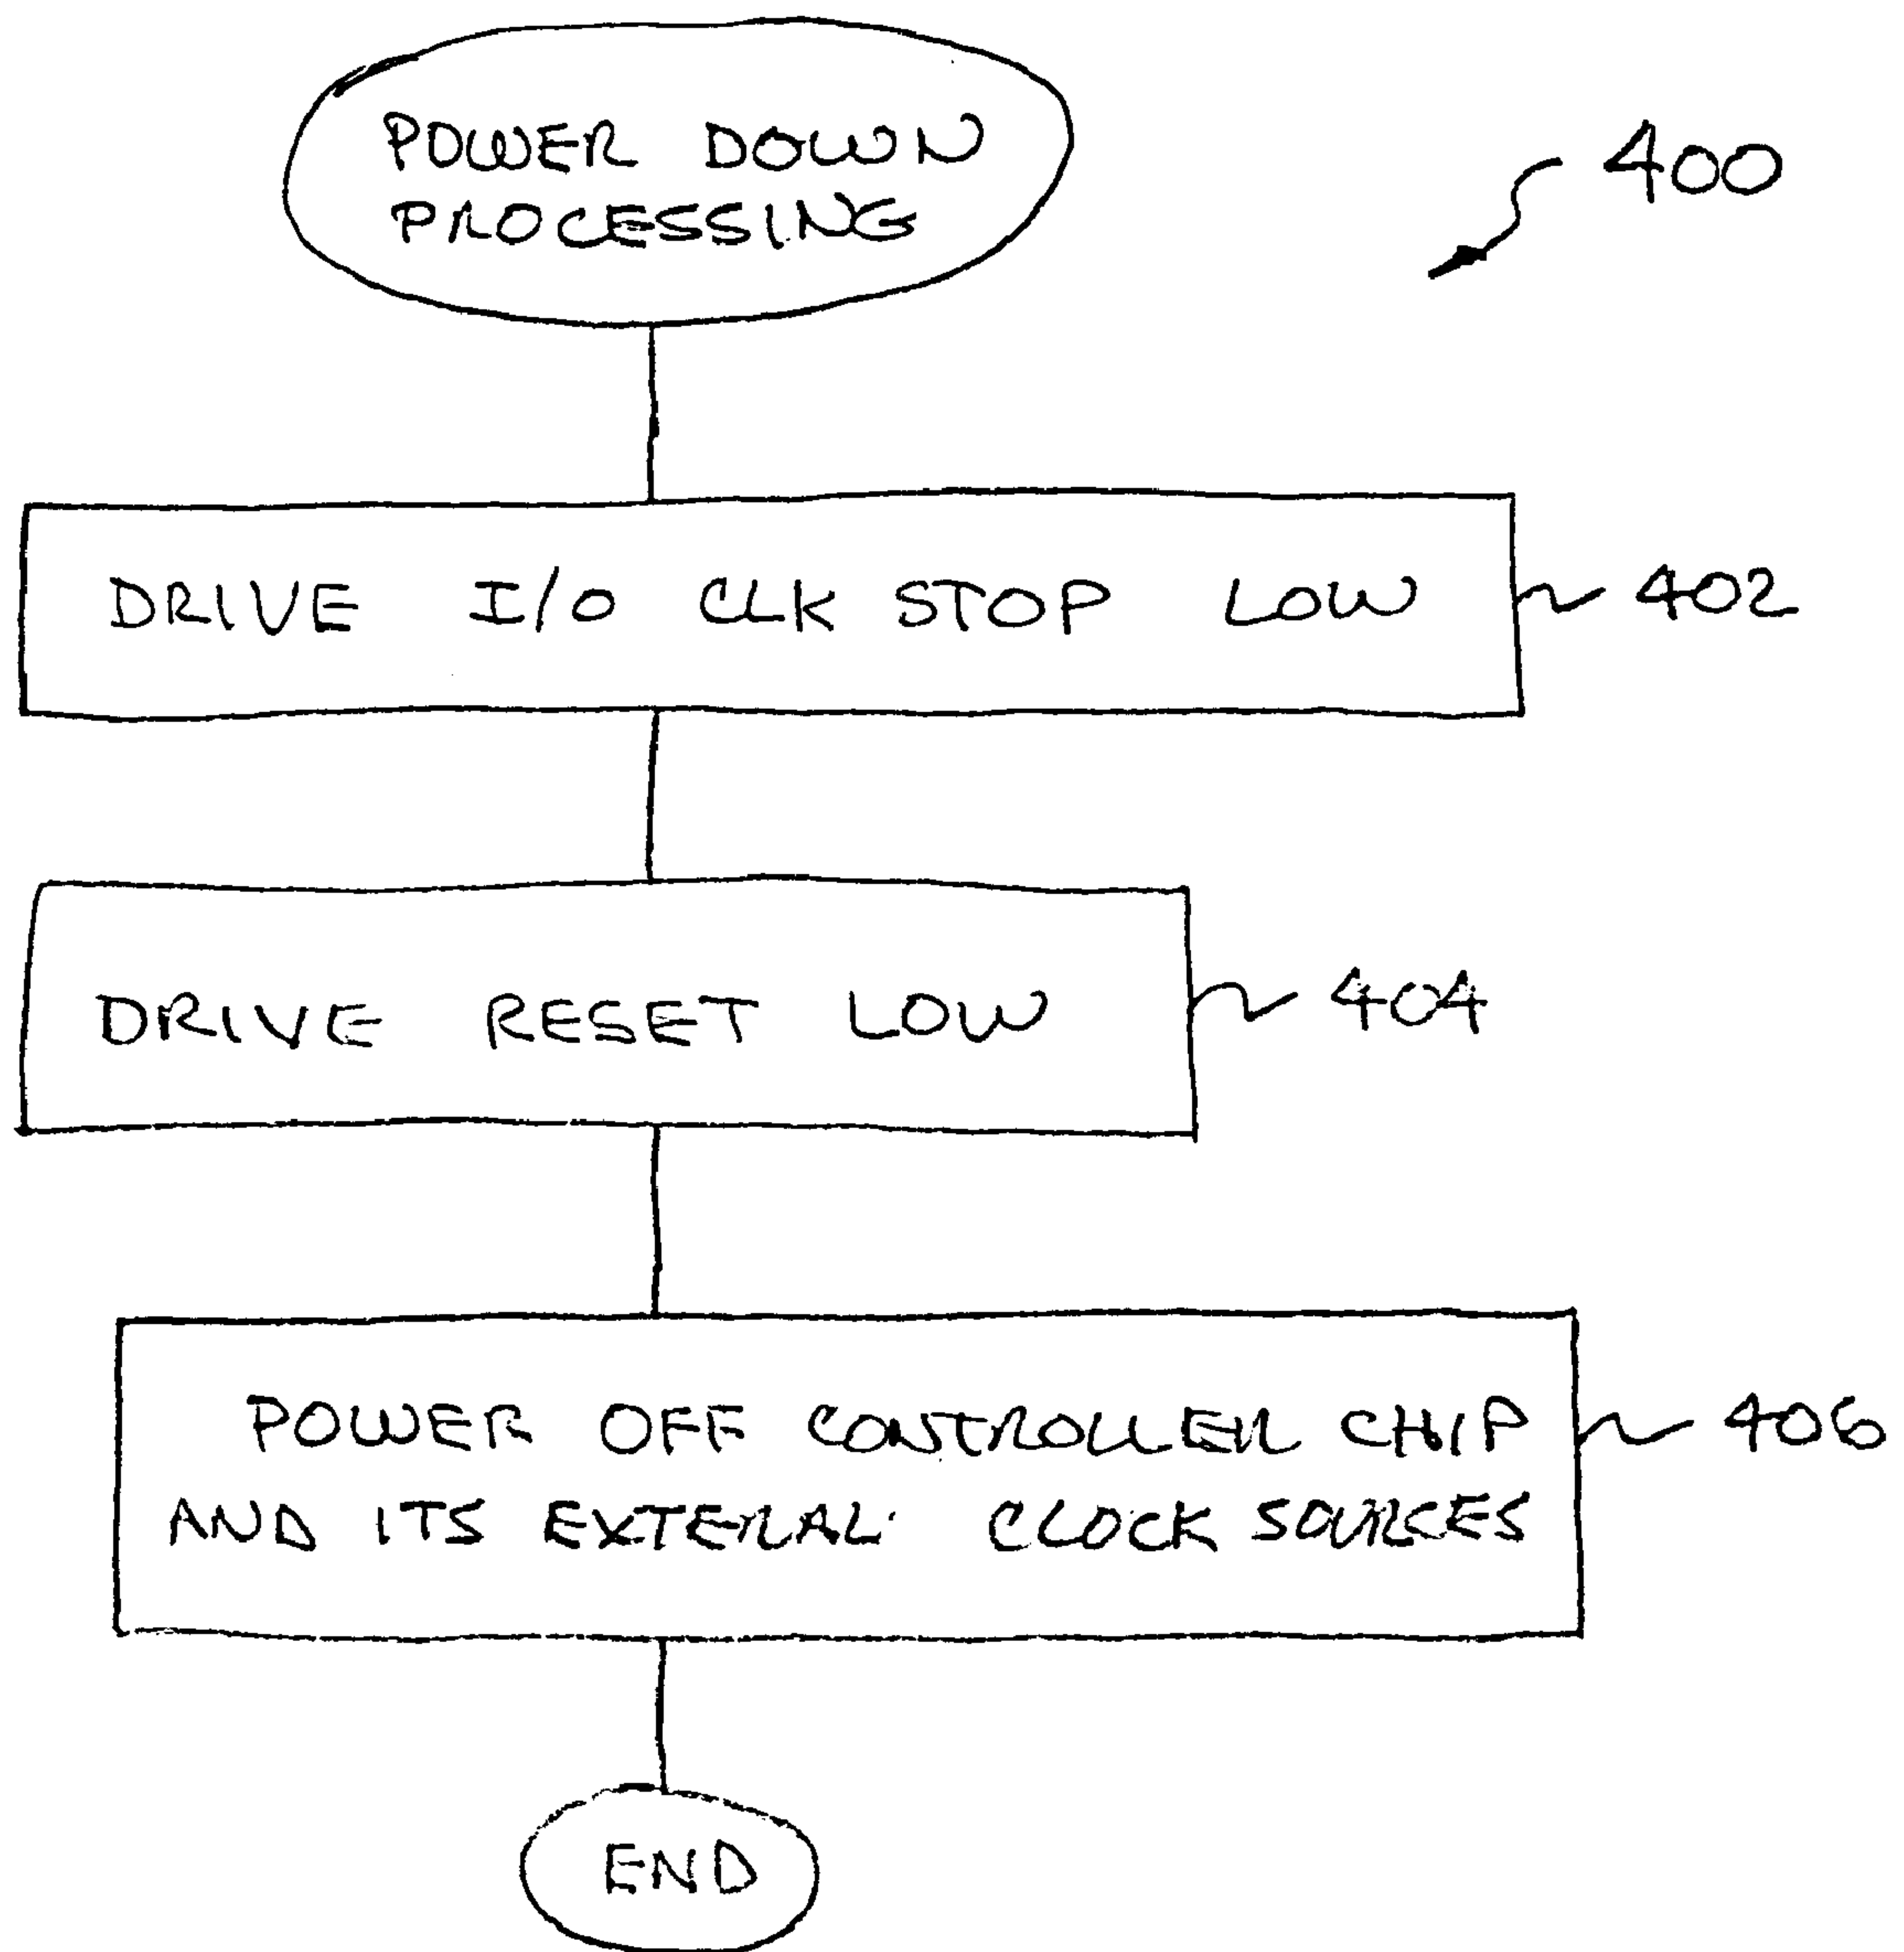 POWER DOWN
PROCESSING
400
DRIVE I/O CLK STOP LOW
402
DRIVE RESET LOW
404
POWER OFF CONTROLLER CHIP
AND ITS EXTERNAL CLOCK SOURCES
406
END